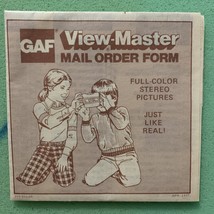 GAF View-Master
MAIL ORDER FORM
FULL-COLOR
STEREO
PICTURES
JUST
LIKE
REAL!